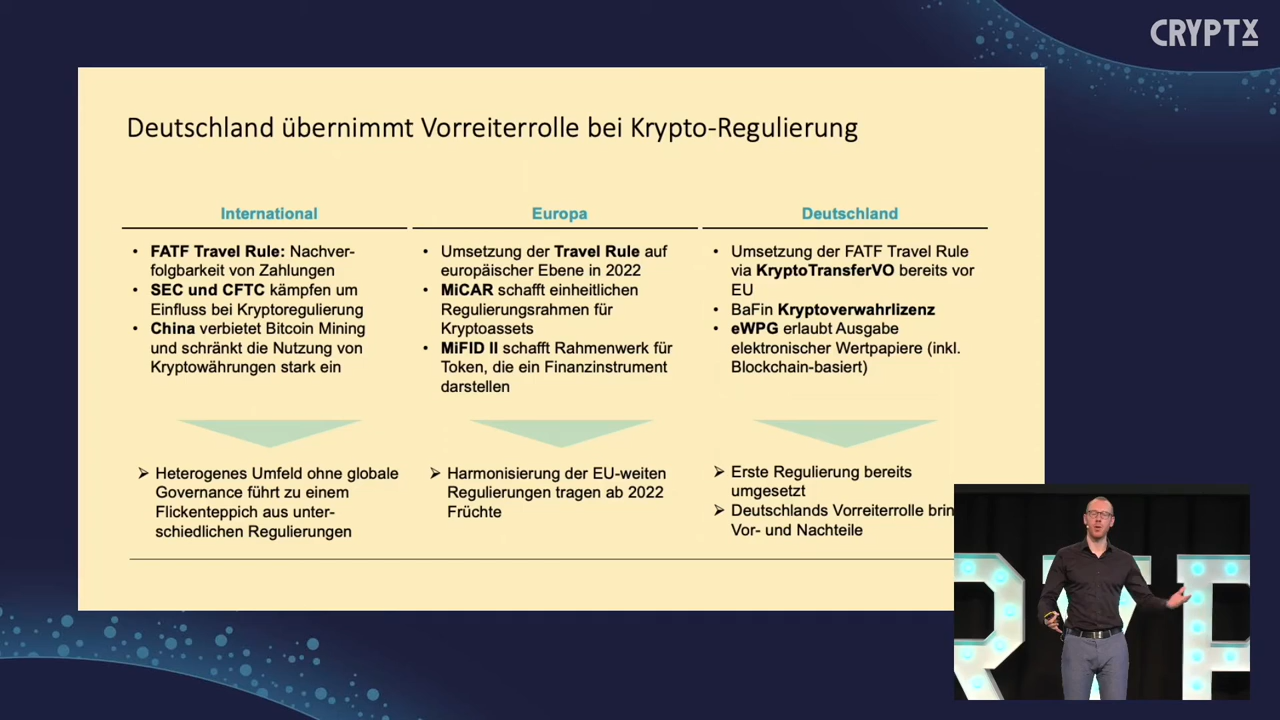 CRYPTX
Deutschland übernimmt Vorreiterrolle bei Krypto-Regulierung
International
• FATF Travel Rule: Nachver-
folgbarkeit von Zahlungen
• SEC und CFTC kämpfen um
Einfluss bei Kryptoregulierung
• China verbietet Bitcoin Mining
und schränkt die Nutzung von
Kryptowährungen stark ein
➢ Heterogenes Umfeld ohne globale
Governance führt zu einem
Flickenteppich aus unter-
schiedlichen Regulierungen
Europa
• Umsetzung der Travel Rule auf
europäischer Ebene in 2022
• MiCAR schafft einheitlichen
Regulierungsrahmen für
Kryptoassets
• MiFID II schafft Rahmenwerk für
Token, die ein Finanzinstrument
darstellen
➢ Harmonisierung der EU-weiten
Regulierungen tragen ab 2022
Früchte
Deutschland
• Umsetzung der FATF Travel Rule
via KryptoTransferVO bereits vor
EU
• BaFin Kryptoverwahrlizenz
• eWPG erlaubt Ausgabe
elektronischer Wertpapiere (inkl.
Blockchain-basiert)
➢ Erste Regulierung bereits
umgesetzt
➢ Deutschlands Vorreiterrolle brin
Vor- und Nachteile